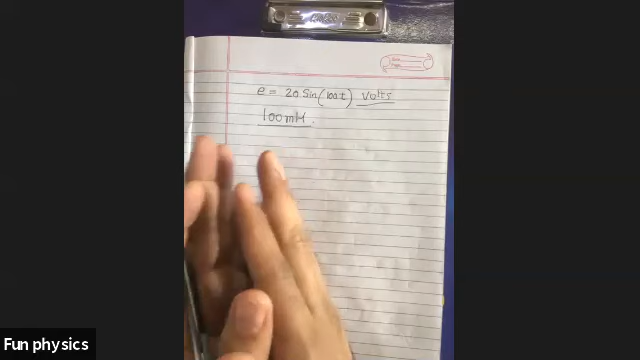 e = 20 Sin(100t) Volts
100mH.
Fun physics